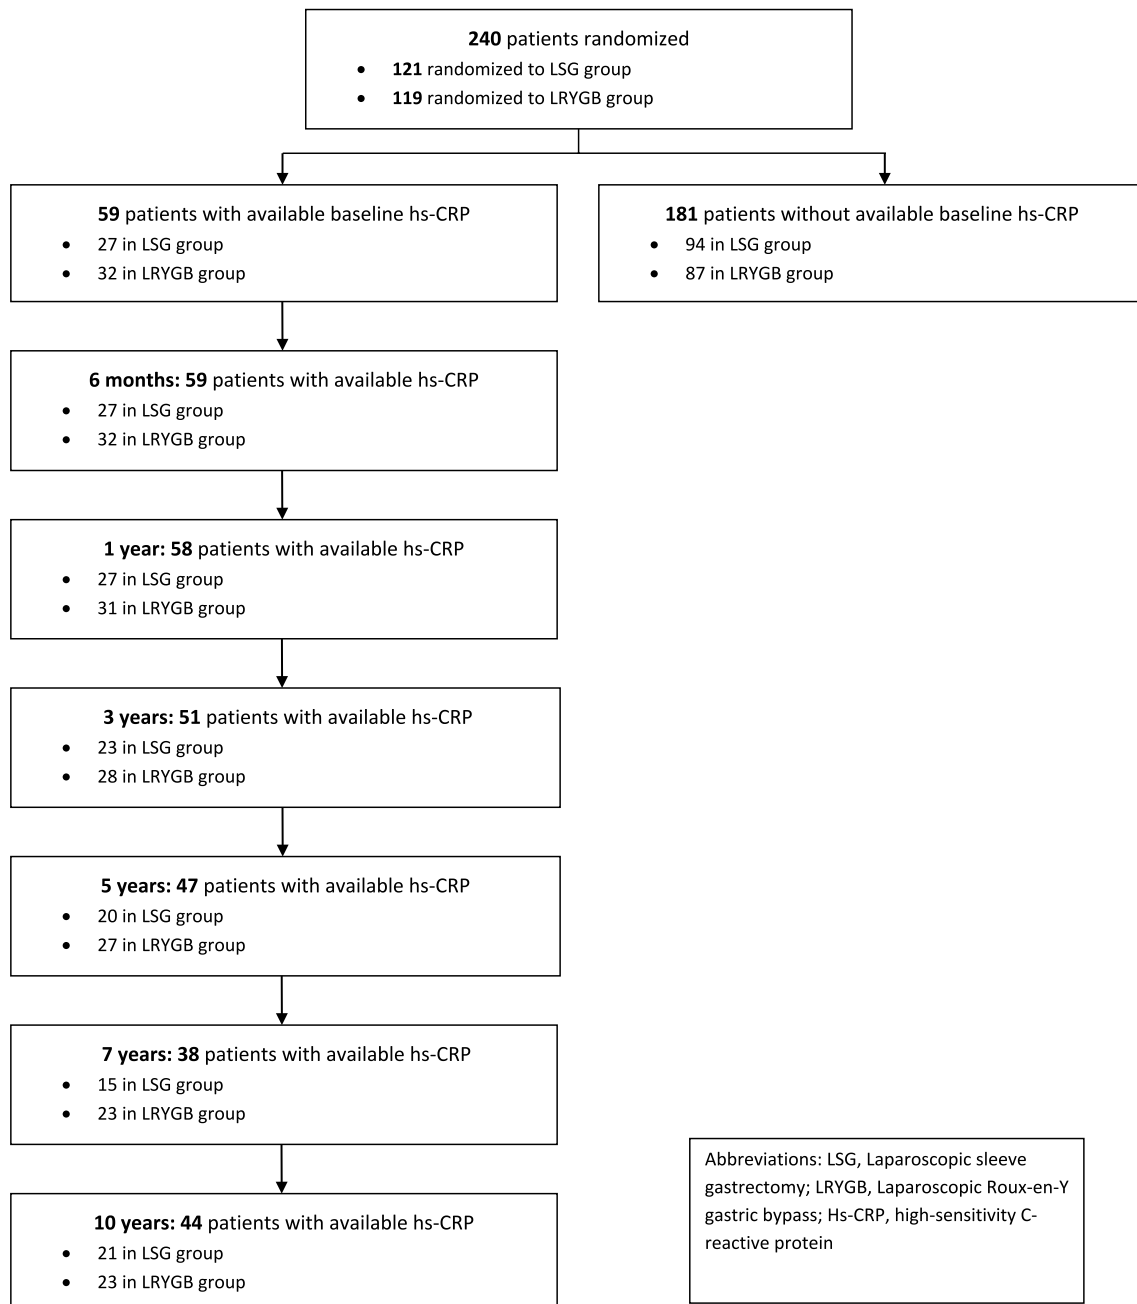 240 patients randomized
• 121 randomized to LSG group
• 119 randomized to LRYGB group
59 patients with available baseline hs-CRP
• 27 in LSG group
• 32 in LRYGB group
181 patients without available baseline hs-CRP
• 94 in LSG group
• 87 in LRYGB group
6 months: 59 patients with available hs-CRP
• 27 in LSG group
• 32 in LRYGB group
1 year: 58 patients with available hs-CRP
• 27 in LSG group
• 31 in LRYGB group
3 years: 51 patients with available hs-CRP
• 23 in LSG group
• 28 in LRYGB group
5 years: 47 patients with available hs-CRP
• 20 in LSG group
• 27 in LRYGB group
7 years: 38 patients with available hs-CRP
• 15 in LSG group
• 23 in LRYGB group
10 years: 44 patients with available hs-CRP
• 21 in LSG group
• 23 in LRYGB group
Abbreviations: LSG, Laparoscopic sleeve
gastrectomy; LRYGB, Laparoscopic Roux-en-Y
gastric bypass; Hs-CRP, high-sensitivity C-
reactive protein